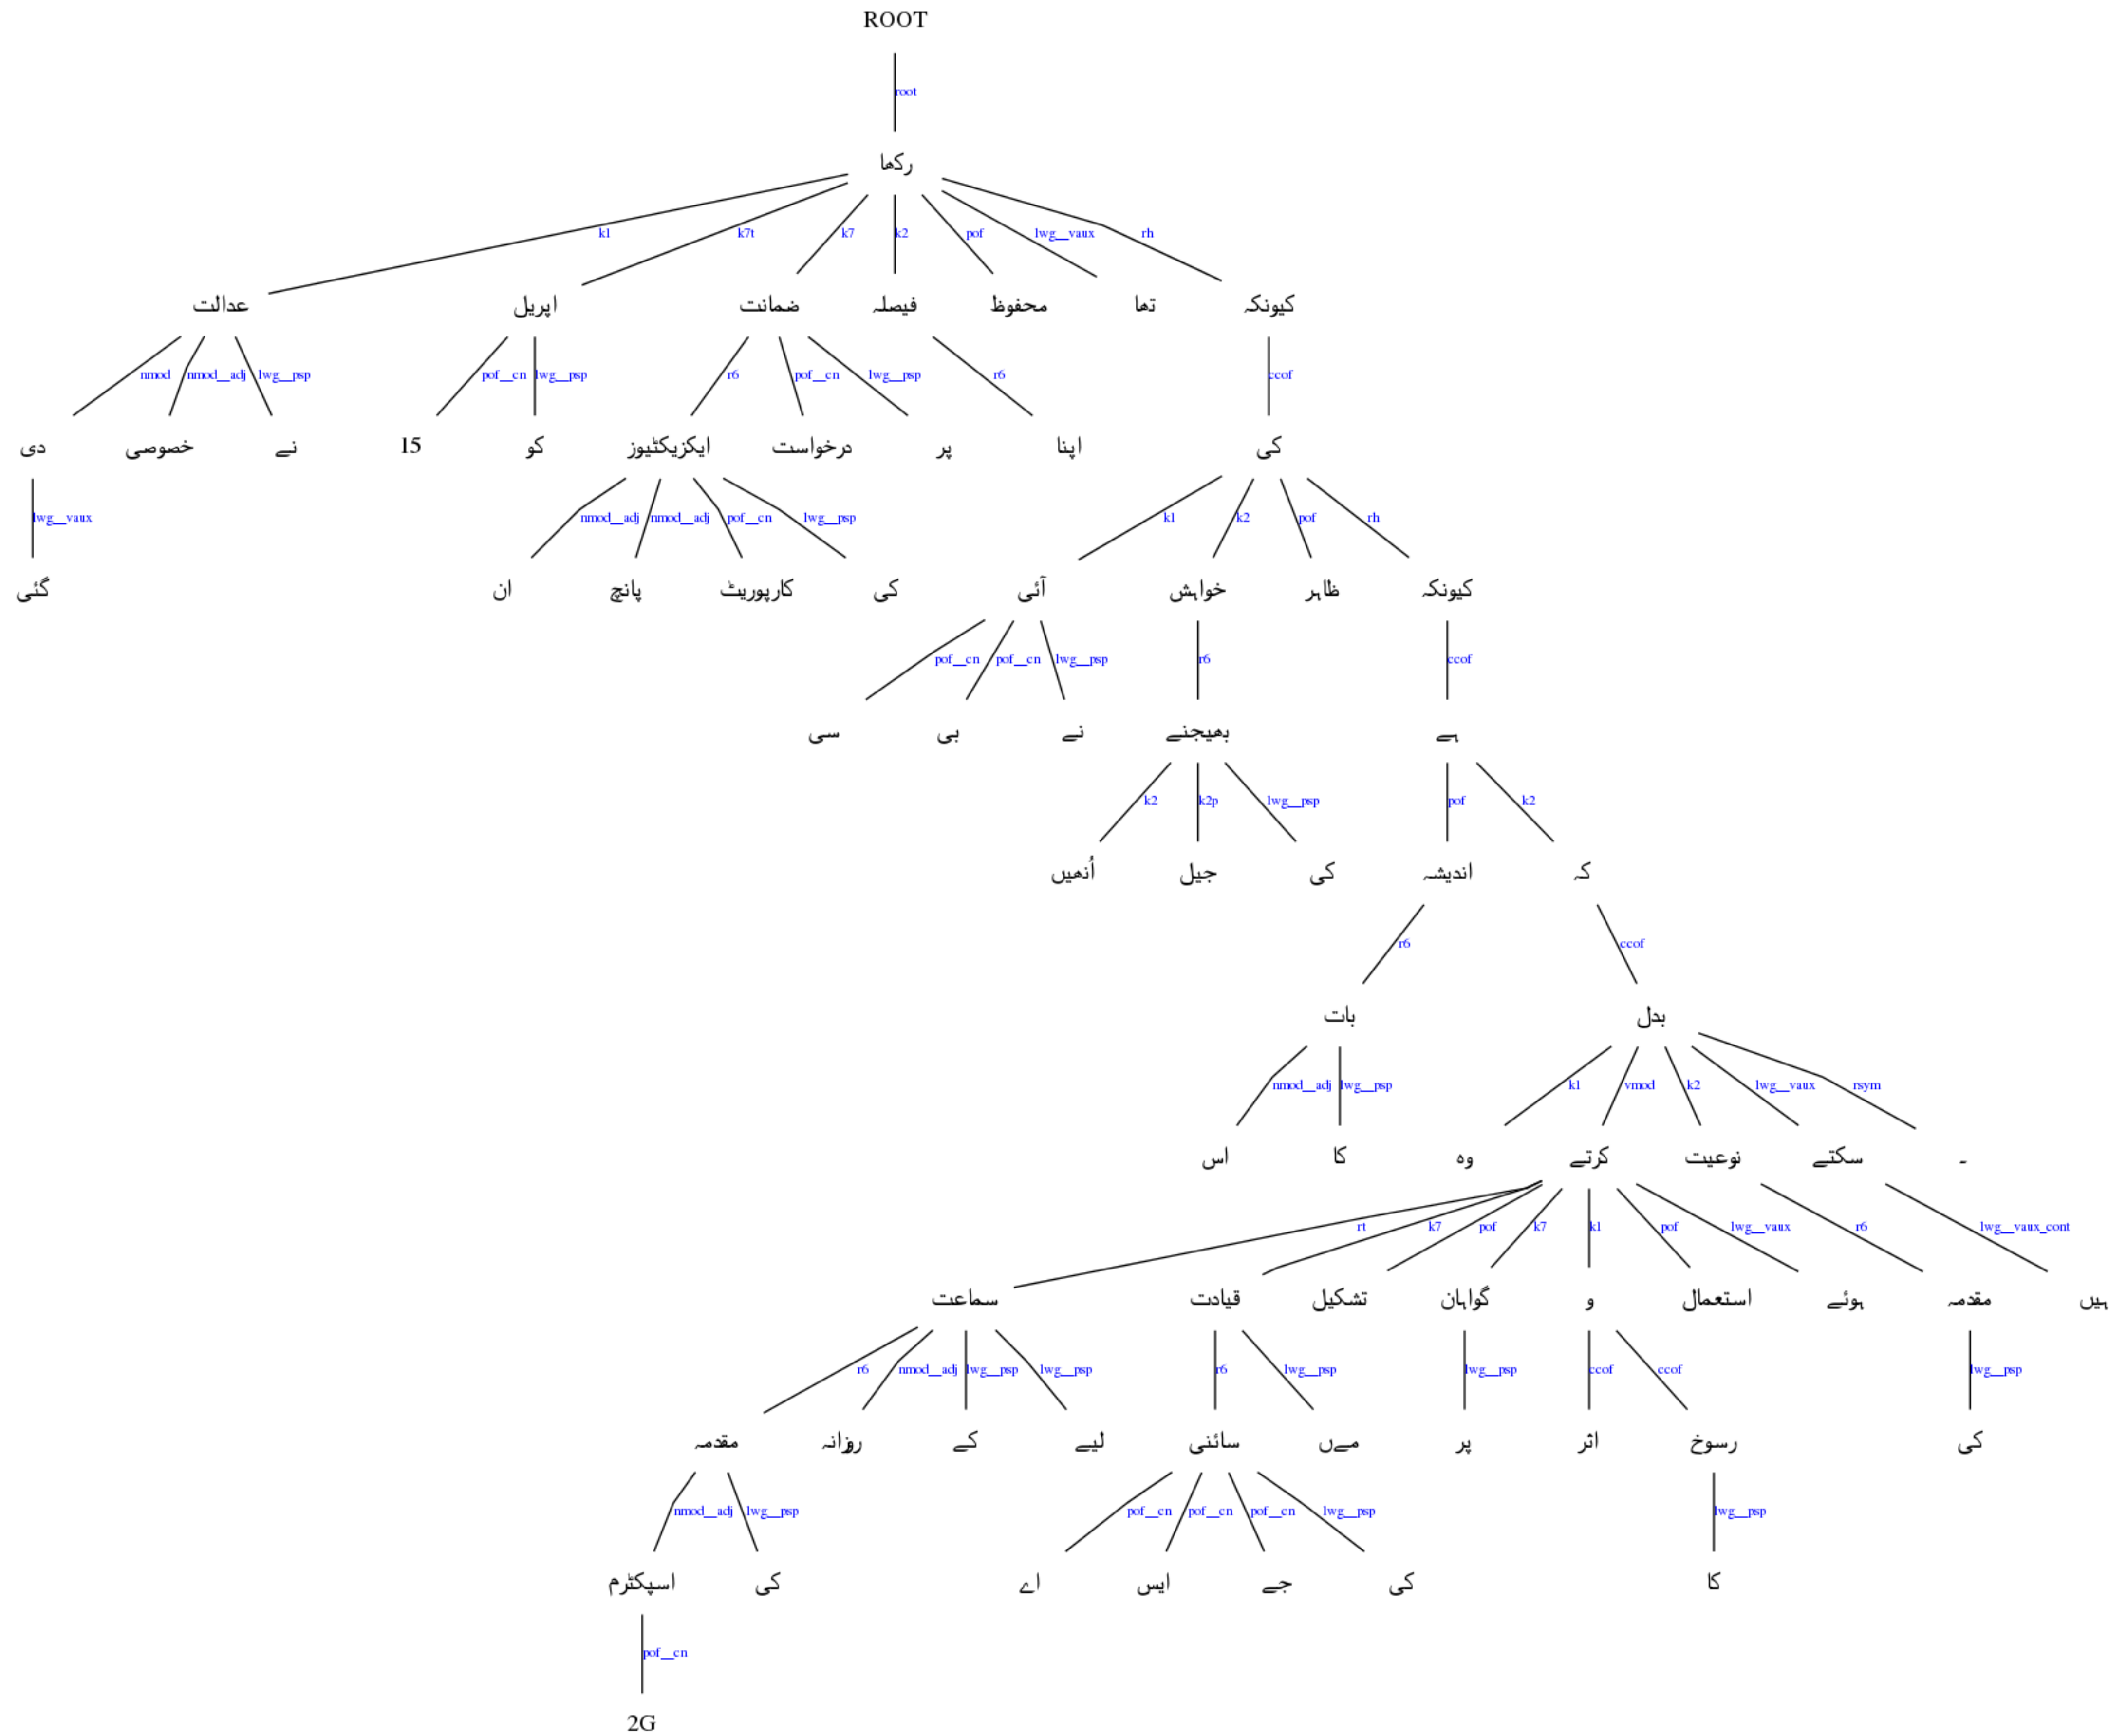 ROOT
root
رکھا
k1 k7t k7 k2 pof lwg__vaux rh
عدالت اپریل ضمانت فیصلہ محفوظ تھا کیونکہ
nmod nmod__adj lwg__psp pof__cn lwg__psp r6 pof__cn lwg__psp r6 ccof
دی خصوصی نے 15 کو ایکزیکٹیوز درخواست پر اپنا کی
lwg__vaux nmod__adj nmod__adj pof__cn lwg__psp k1 k2 pof rh
گئی ان پانچ کارپوریٹ کی آئی خواہش ظاہر کیونکہ
pof__cn pof__cn lwg__psp r6 ccof
سی بی نے بھیجنے ہے
k2 k2p lwg__psp pof k2
اُنھیں جیل کی اندیشہ کہ
r6 ccof
بات بدل
nmod__adj lwg__psp k1 vmod k2 lwg__vaux rsym
اس کا وہ کرتے نوعیت سکتے ۔
rt k7 pof k7 k1 pof lwg__vaux r6 lwg__vaux_cont
سماعت قیادت تشکیل گواہان و استعمال ہوئے مقدمہ ہیں
r6 nmod__adj lwg__psp lwg__psp r6 lwg__psp lwg__psp ccof ccof lwg__psp
مقدمہ روزانہ کے لیے سائنی مےں پر اثر رسوخ کی
nmod__adj lwg__psp pof__cn pof__cn pof__cn lwg__psp lwg__psp
اسپکٹرم کی اے ایس جے کی کا
pof__cn
2G